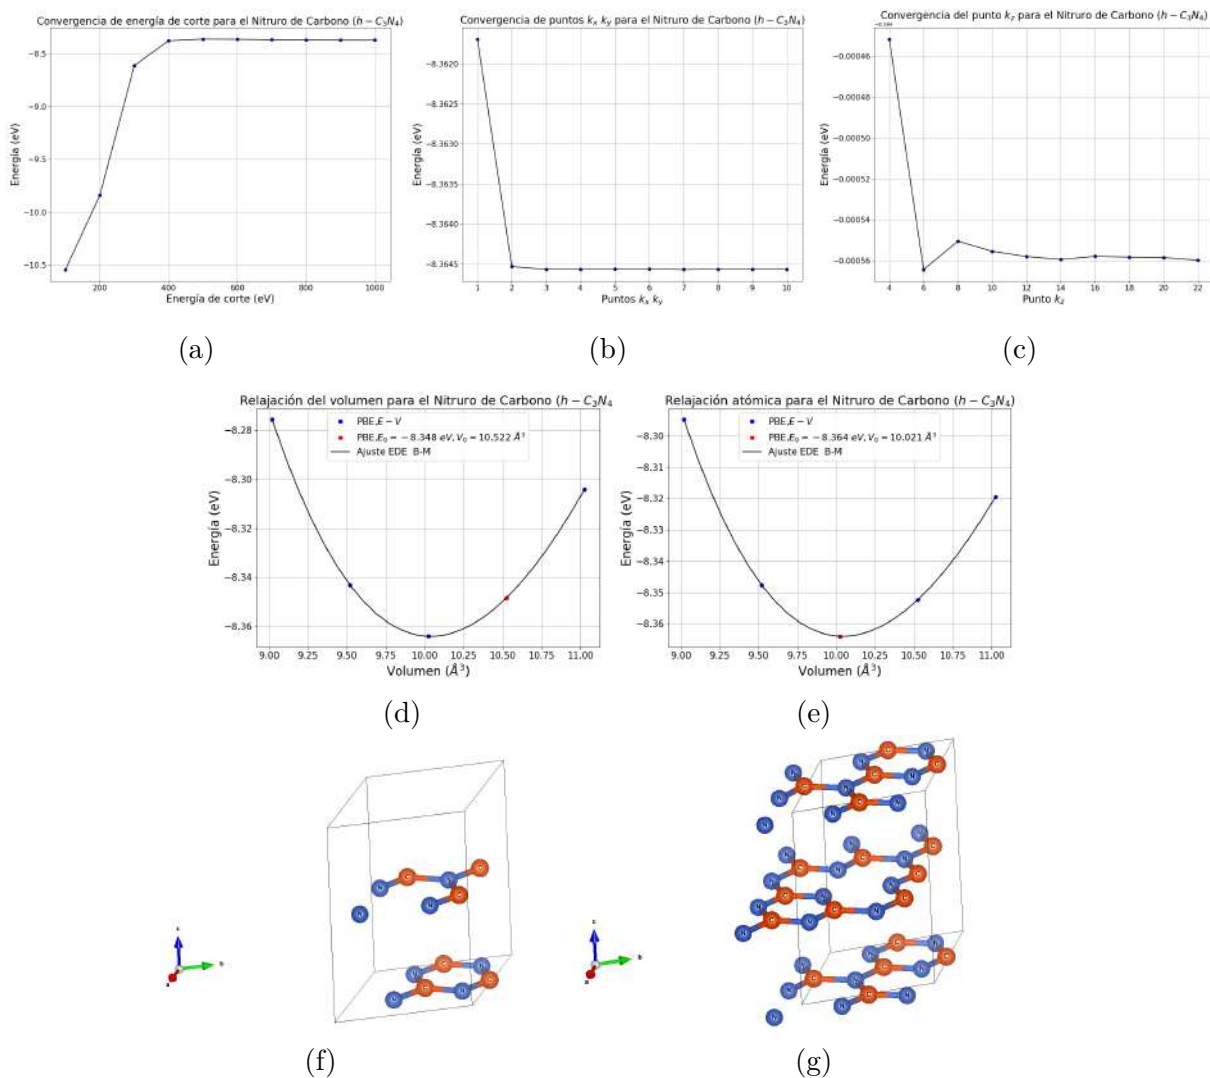 Convergencia de energía de corte para el Nitruro de Carbono (h − C₃N₄)
Energía (eV)
−8.5
−9.0
−9.5
−10.0
−10.5
200 400 600 800 1000
Energía de corte (eV)
(a)
Convergencia de puntos kₓ kᵧ para el Nitruro de Carbono (h − C₃N₄)
Energía (eV)
−8.3620
−8.3625
−8.3630
−8.3635
−8.3640
−8.3645
1 2 3 4 5 6 7 8 9 10
Puntos kₓ kᵧ
(b)
Convergencia del punto k_z para el Nitruro de Carbono (h − C₃N₄)
Energía (eV)
−0.00046
−0.00048
−0.00050
−0.00052
−0.00054
−0.00056
4 6 8 10 12 14 16 18 20 22
Punto k_z
(c)
Relajación del volumen para el Nitruro de Carbono (h − C₃N₄
PBE,E − V
PBE,E₀ = −8.348 eV,V₀ = 10.522 Å³
Ajuste EDE B-M
Energía (eV)
−8.28
−8.30
−8.32
−8.34
−8.36
9.00 9.25 9.50 9.75 10.00 10.25 10.50 10.75 11.00
Volumen (Å³)
(d)
Relajación atómica para el Nitruro de Carbono (h − C₃N₄)
PBE,E − V
PBE,E₀ = −8.364 eV,V₀ = 10.021 Å³
Ajuste EDE B-M
Energía (eV)
−8.30
−8.31
−8.32
−8.33
−8.34
−8.35
−8.36
9.00 9.25 9.50 9.75 10.00 10.25 10.50 10.75 11.00
Volumen (Å³)
(e)
(f)
(g)